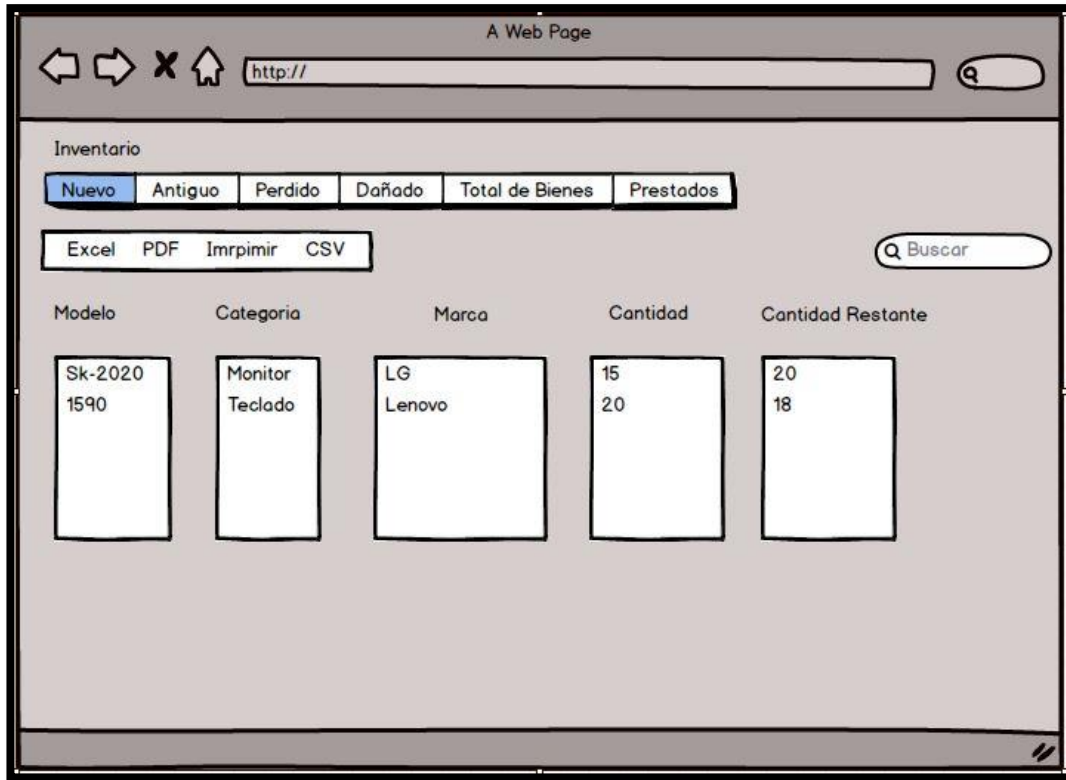 A Web Page
http://
Inventario
Nuevo Antiguo Perdido Dañado Total de Bienes Prestados
Excel PDF Imrpimir CSV Buscar
Modelo Categoria Marca Cantidad Cantidad Restante
Sk-2020 Monitor LG 15 20
1590 Teclado Lenovo 20 18